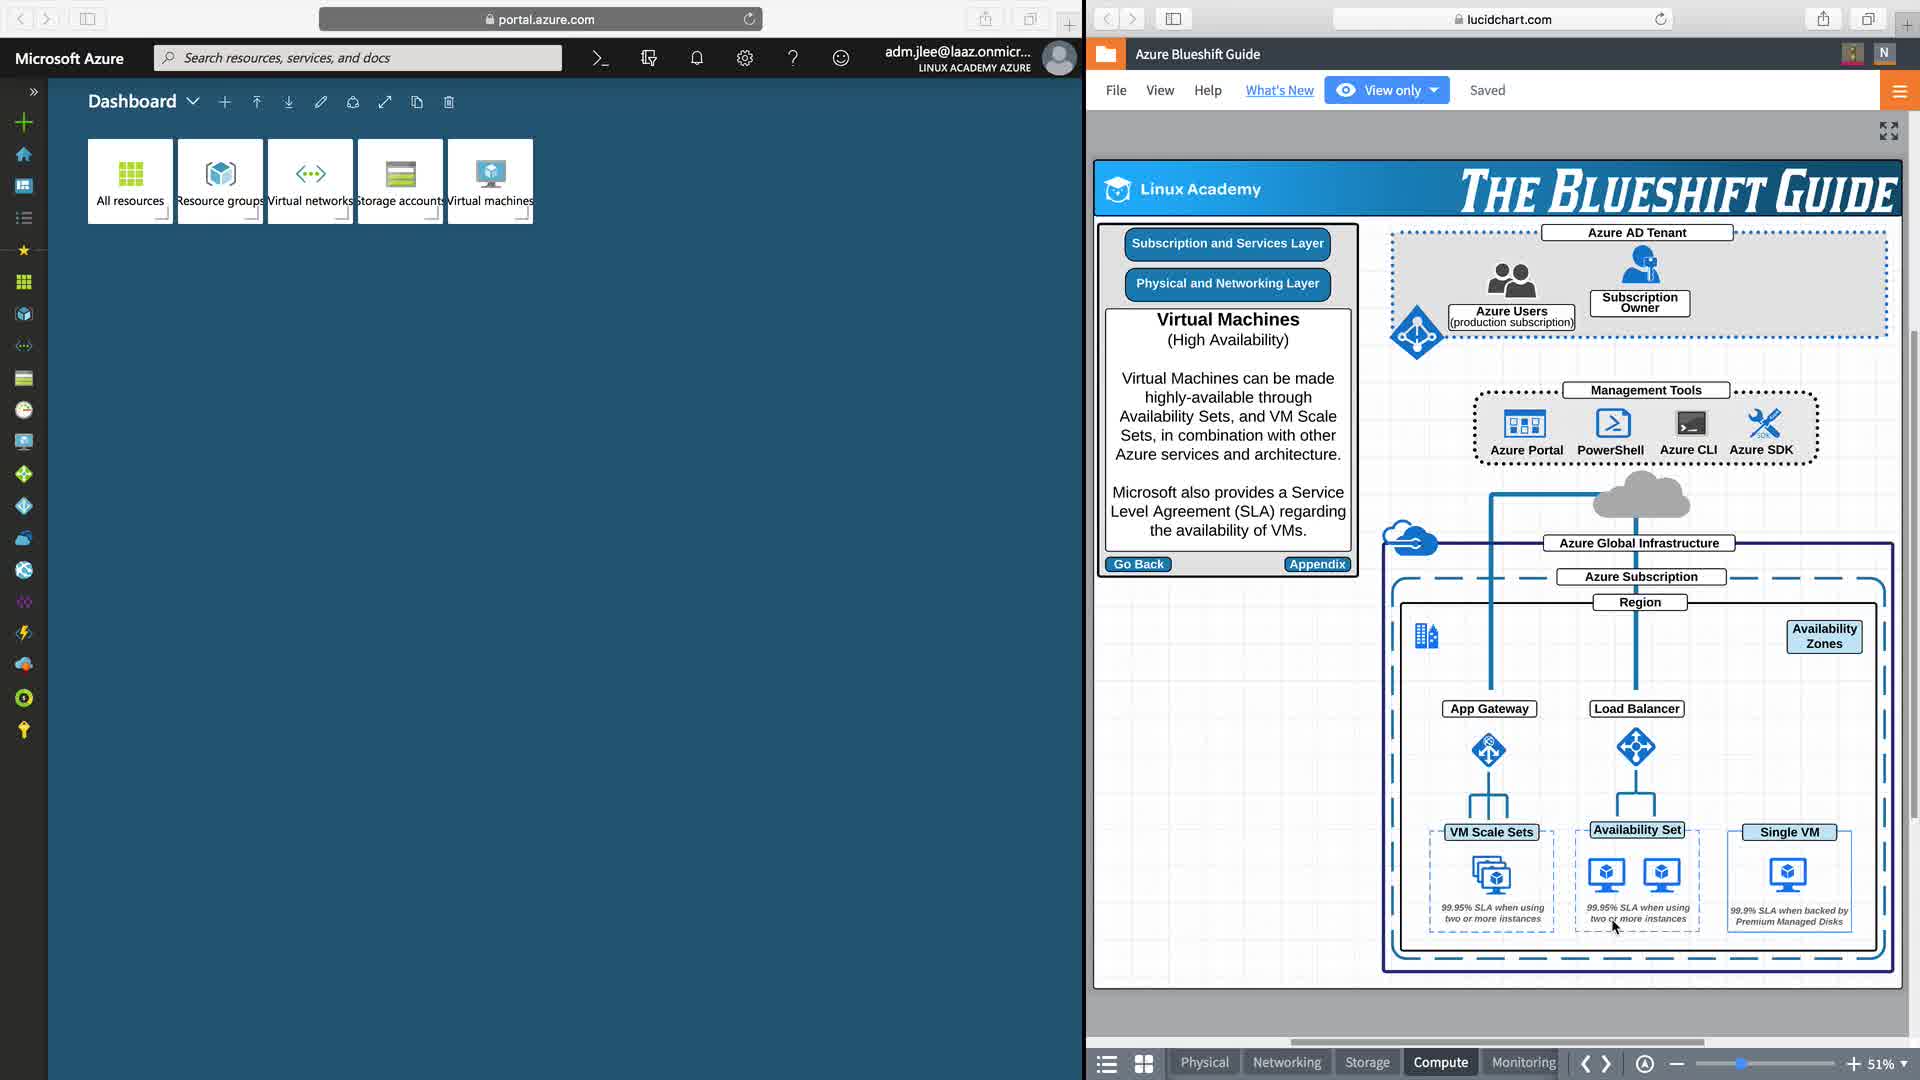 portal.azure.com
Microsoft Azure
Search resources, services, and docs
adm.jlee@laaz.onmicr...
LINUX ACADEMY AZURE
Dashboard
All resources
Resource groups
Virtual networks
Storage accounts
Virtual machines
lucidchart.com
Azure Blueshift Guide
N
File
View
Help
What's New
View only
Saved
Linux Academy
THE BLUESHIFT GUIDE
Subscription and Services Layer
Physical and Networking Layer
Virtual Machines
(High Availability)
Virtual Machines can be made
highly-available through
Availability Sets, and VM Scale
Sets, in combination with other
Azure services and architecture.
Microsoft also provides a Service
Level Agreement (SLA) regarding
the availability of VMs.
Go Back
Appendix
Azure AD Tenant
Azure Users
(production subscription)
Subscription
Owner
Management Tools
SDK
Azure Portal
PowerShell
Azure CLI
Azure SDK
Azure Global Infrastructure
Azure Subscription
Region
Availability
Zones
App Gateway
Load Balancer
VM Scale Sets
99.95% SLA when using
two or more instances
Availability Set
99.95% SLA when using
two or more instances
Single VM
99.9% SLA when backed by
Premium Managed Disks
Physical
Networking
Storage
Compute
Monitoring
51%